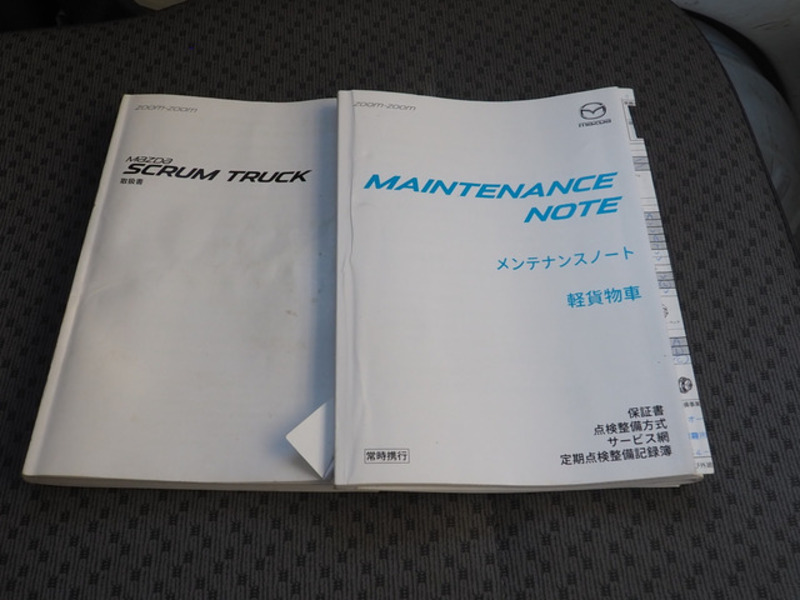 zoom-zoom
mazda
SCRUM TRUCK
取扱書
zoom-zoom
mazda
MAINTENANCE
NOTE
メンテナンスノート
軽貨物車
保証書
点検整備方式
サービス網
定期点検整備記録簿
常時携行